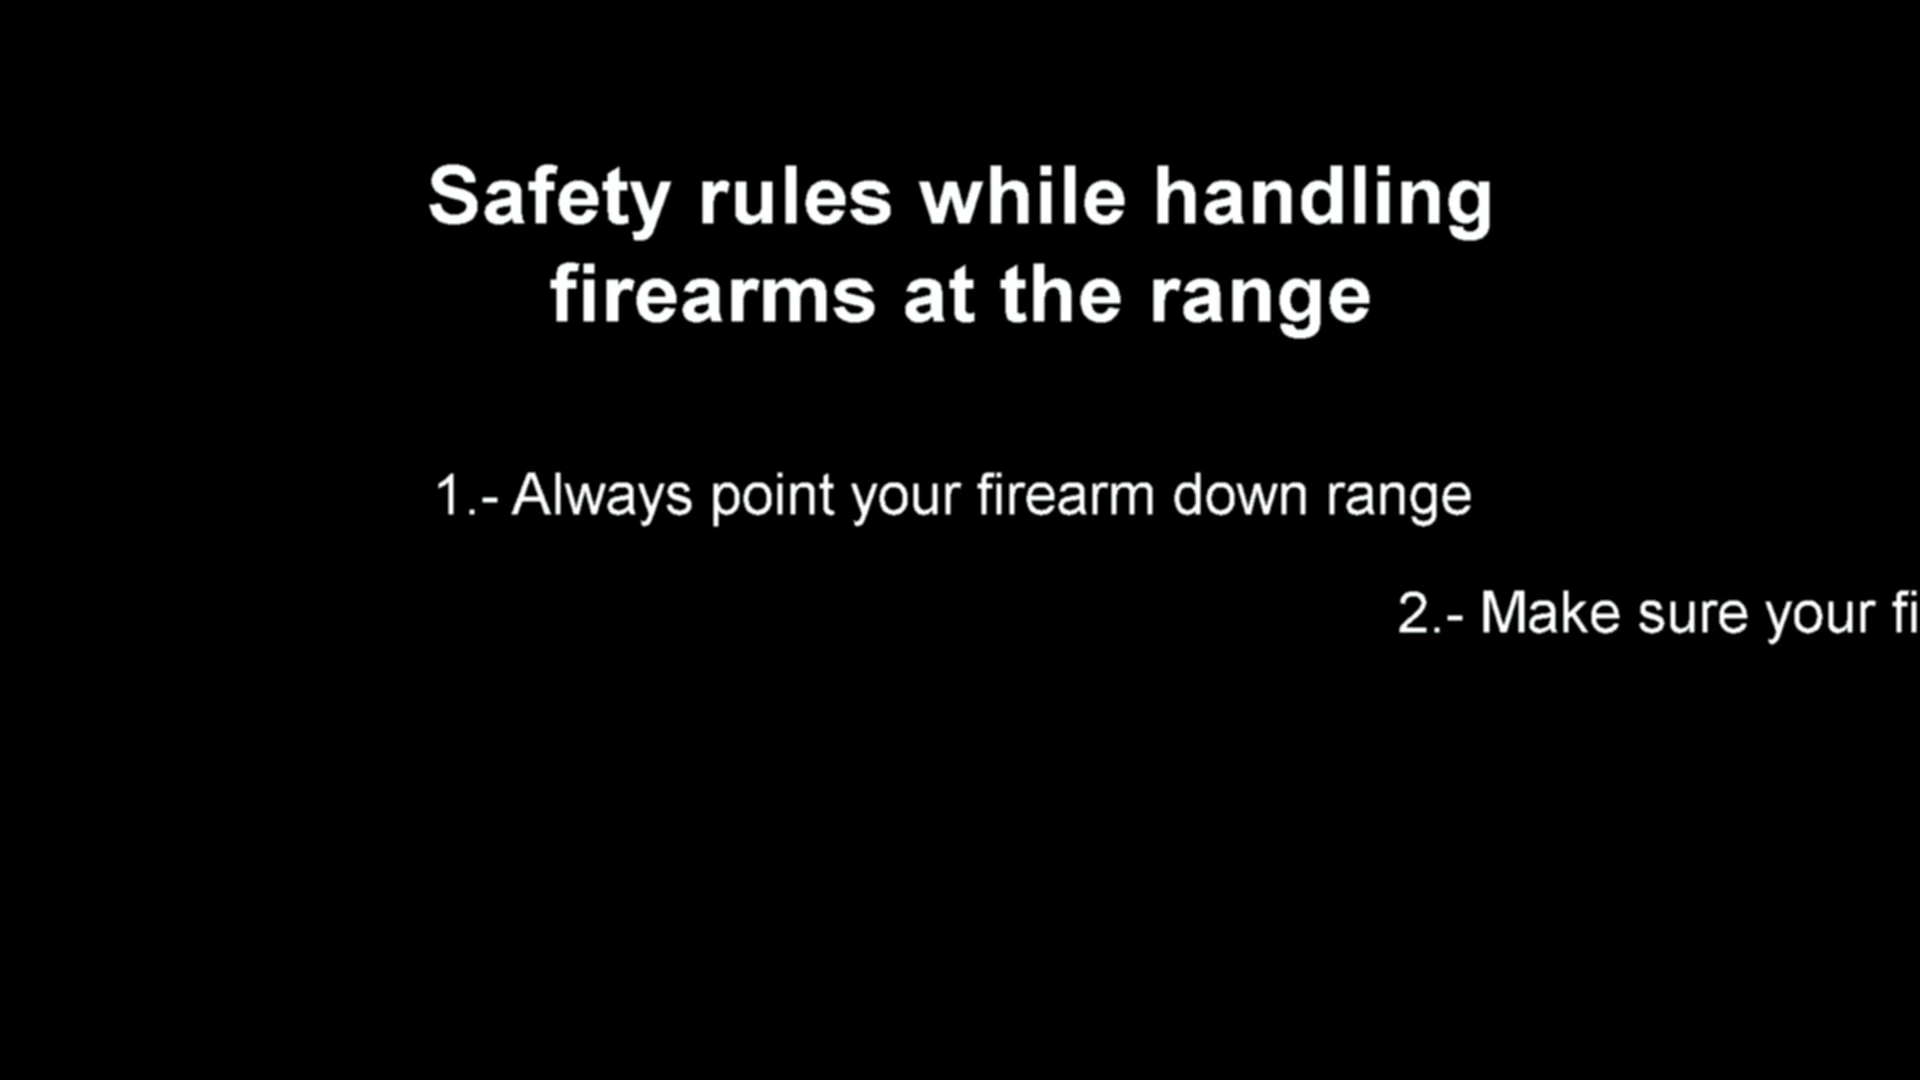 Safety rules while handling
firearms at the range
1.- Always point your firearm down range
2.- Make sure your